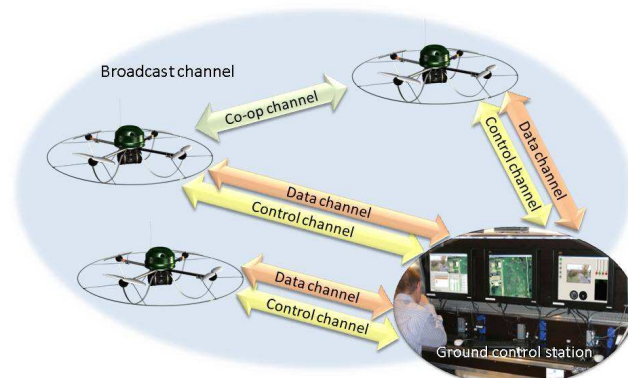 Broadcast channel
Co-op channel
Control channel
Data channel
Data channel
Control channel
Data channel
Control channel
Ground control station